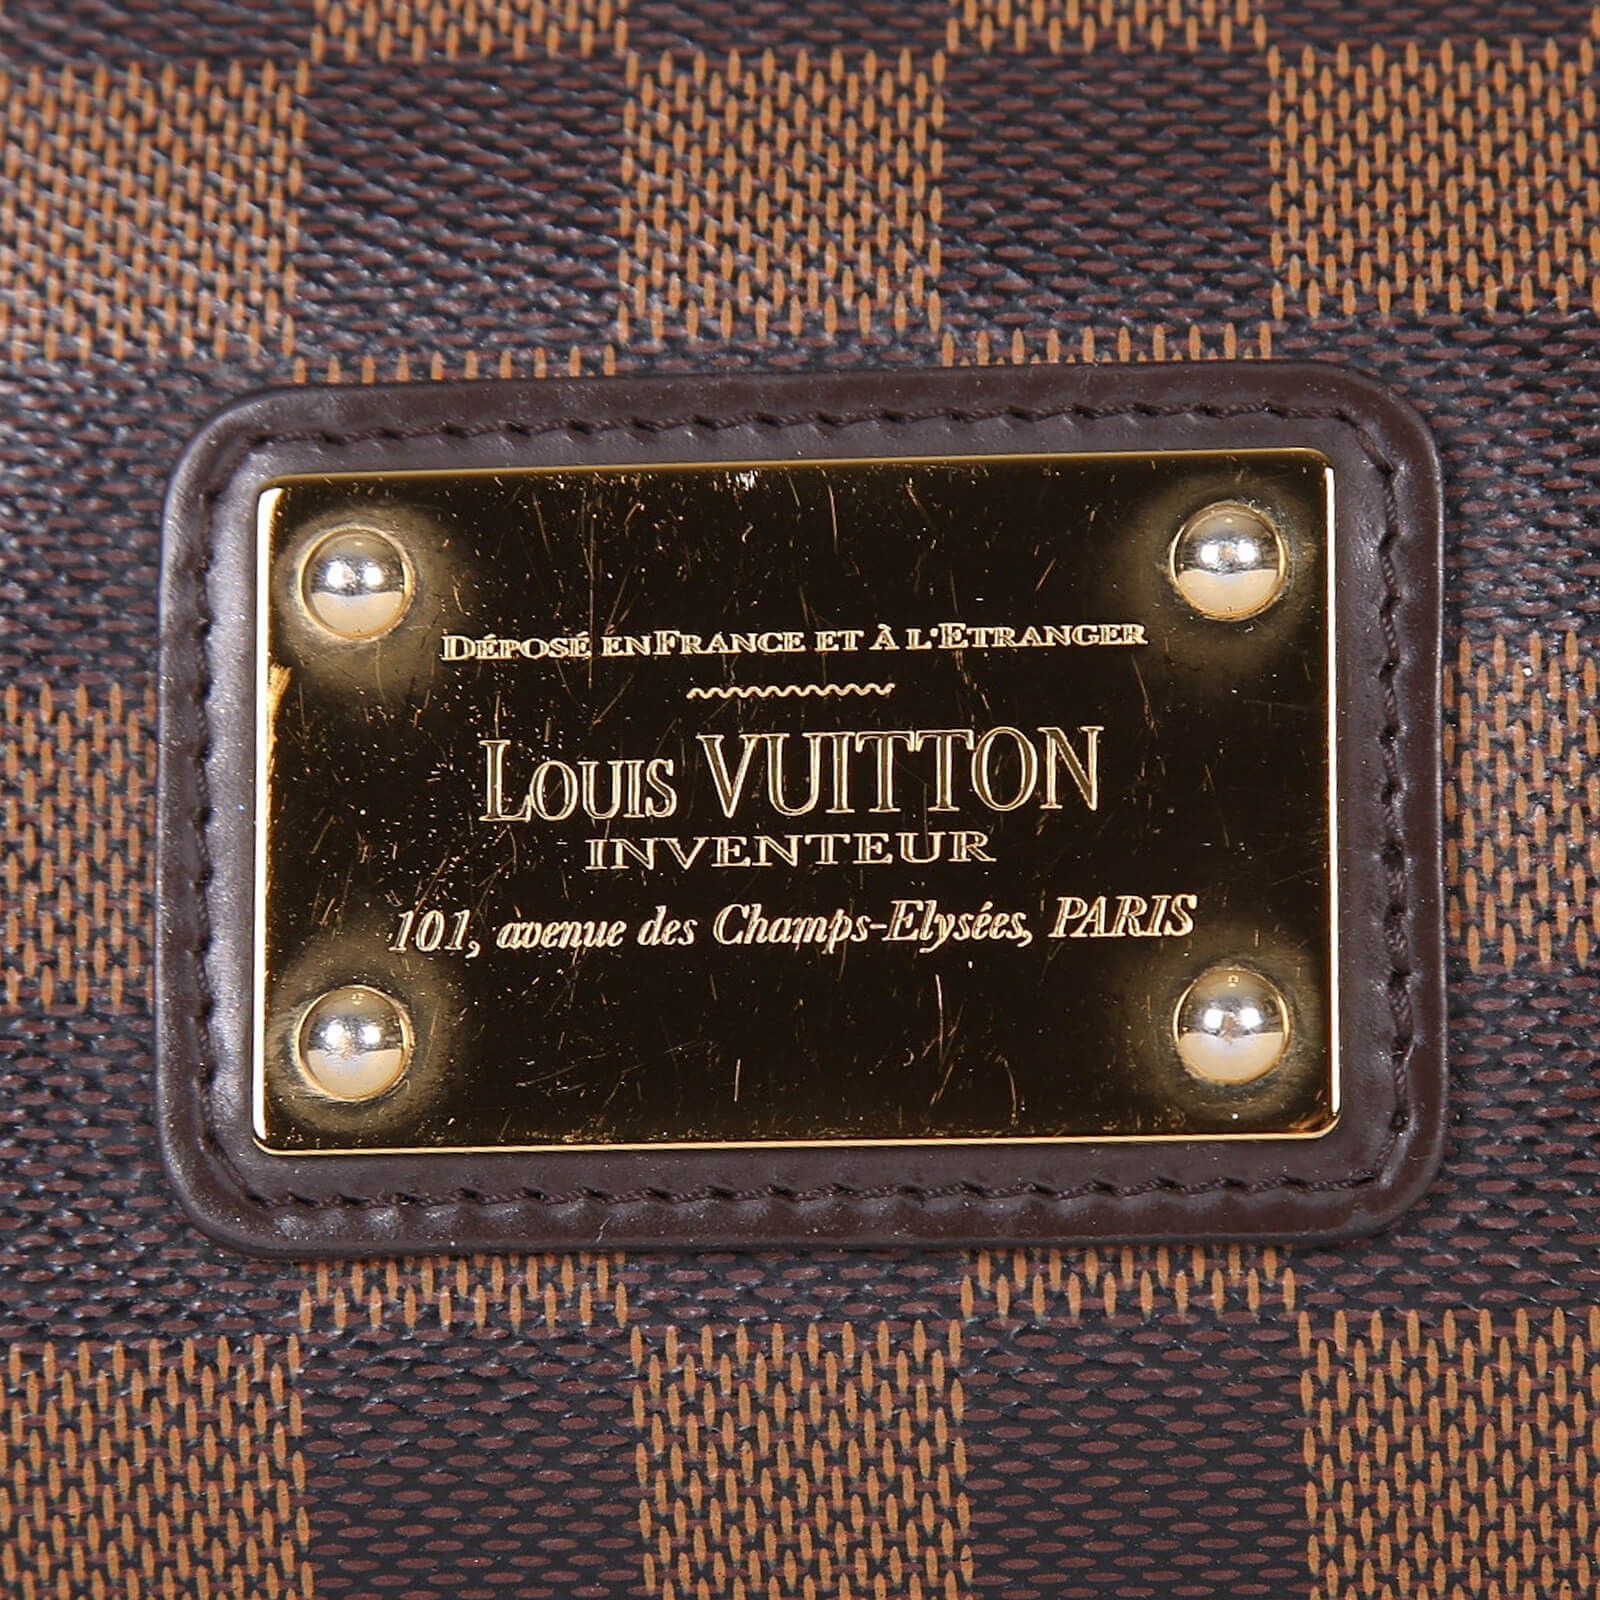 DÉPOSÉ EN FRANCE ET À L'ETRANGER
LOUIS VUITTON
INVENTEUR
101, avenue des Champs-Elysées, PARIS